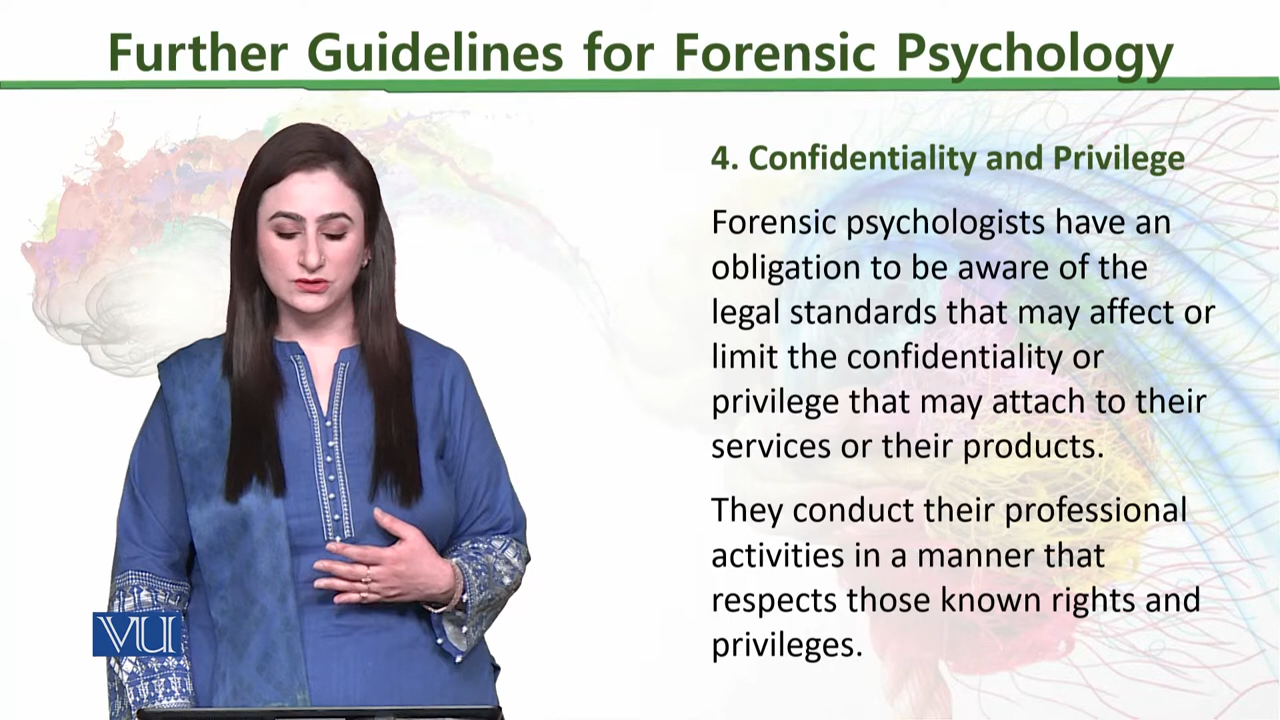 Further Guidelines for Forensic Psychology
4. Confidentiality and Privilege
Forensic psychologists have an
obligation to be aware of the
legal standards that may affect or
limit the confidentiality or
privilege that may attach to their
services or their products.
They conduct their professional
activities in a manner that
respects those known rights and
privileges.
VU